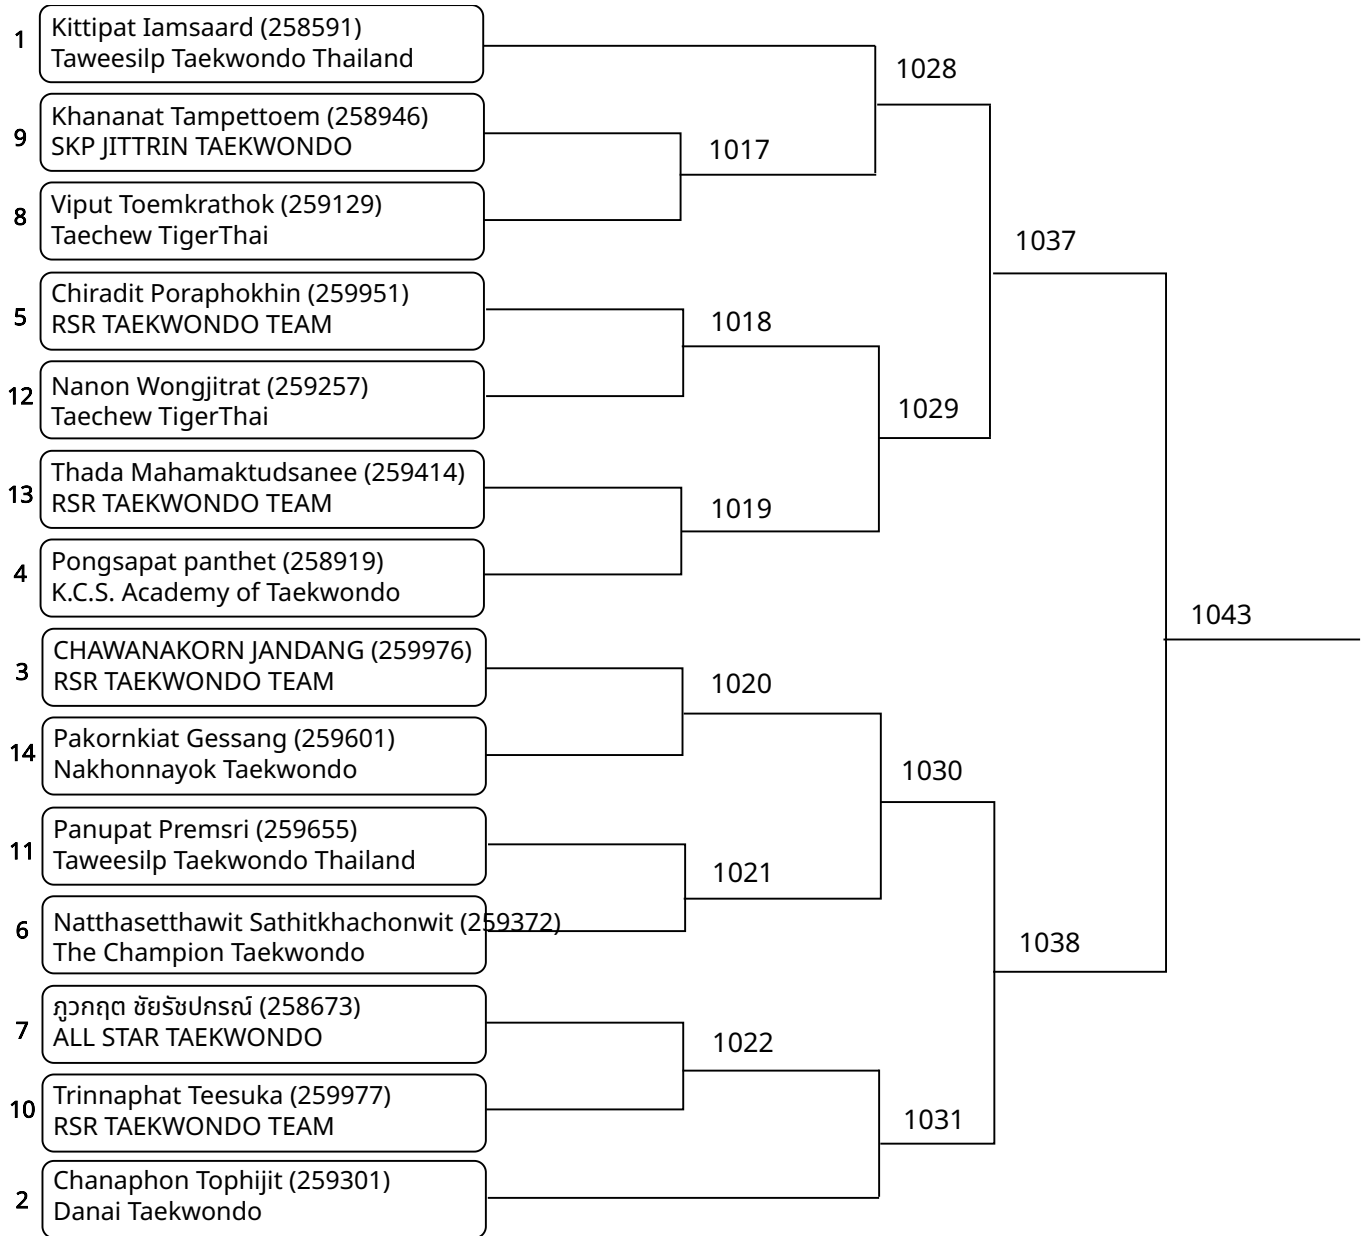 1
Kittipat Iamsaard (258591)
Taweesilp Taekwondo Thailand
1028
9
Khananat Tampettoem (258946)
SKP JITTRIN TAEKWONDO
1017
8
Viput Toemkrathok (259129)
Taechew TigerThai
1037
5
Chiradit Poraphokhin (259951)
RSR TAEKWONDO TEAM
1018
12
Nanon Wongjitrat (259257)
Taechew TigerThai
1029
13
Thada Mahamaktudsanee (259414)
RSR TAEKWONDO TEAM
1019
4
Pongsapat panthet (258919)
K.C.S. Academy of Taekwondo
1043
3
CHAWANAKORN JANDANG (259976)
RSR TAEKWONDO TEAM
1020
14
Pakornkiat Gessang (259601)
Nakhonnayok Taekwondo
1030
11
Panupat Premsri (259655)
Taweesilp Taekwondo Thailand
1021
6
Natthasetthawit Sathitkhachonwit (259372)
The Champion Taekwondo
1038
7
ภูวกฤต ชัยรัชปกรณ์ (258673)
ALL STAR TAEKWONDO
1022
10
Trinnaphat Teesuka (259977)
RSR TAEKWONDO TEAM
1031
2
Chanaphon Tophijit (259301)
Danai Taekwondo